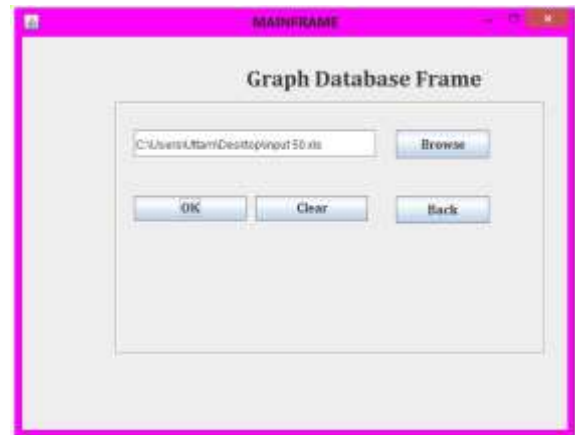 MAINFRAME
Graph Database Frame
C:\Users\Uttam\Desktop\input 50.xls
Browse
OK Clear Back